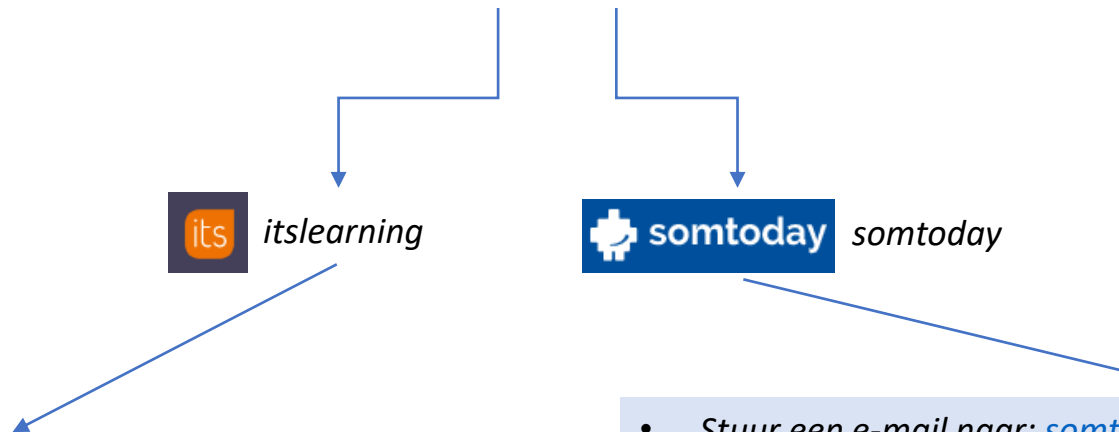 its itslearning
somtoday somtoday
• Stuur een e-mail naar: